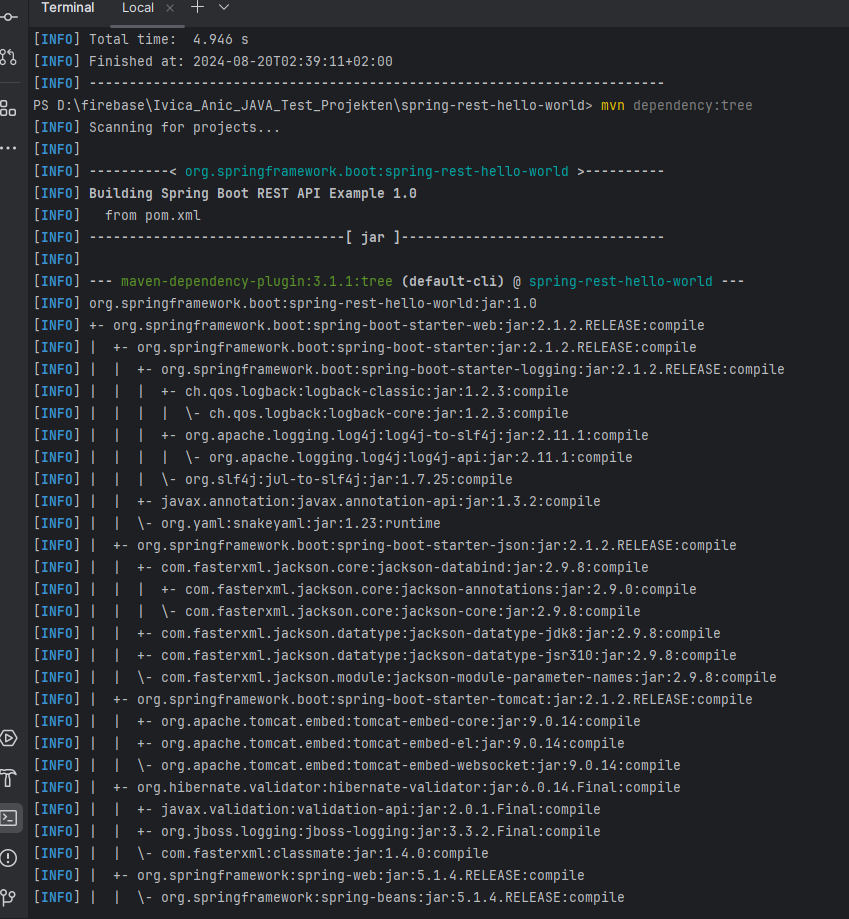 Terminal Local × +
[INFO] Total time:  4.946 s
[INFO] Finished at: 2024-08-20T02:39:11+02:00
[INFO] ------------------------------------------------------------------------
PS D:\firebase\Ivica_Anic_JAVA_Test_Projekten\spring-rest-hello-world> mvn dependency:tree
[INFO] Scanning for projects...
[INFO]
[INFO] ----------< org.springframework.boot:spring-rest-hello-world >----------
[INFO] Building Spring Boot REST API Example 1.0
[INFO]   from pom.xml
[INFO] --------------------------------[ jar ]---------------------------------
[INFO]
[INFO] --- maven-dependency-plugin:3.1.1:tree (default-cli) @ spring-rest-hello-world ---
[INFO] org.springframework.boot:spring-rest-hello-world:jar:1.0
[INFO] +- org.springframework.boot:spring-boot-starter-web:jar:2.1.2.RELEASE:compile
[INFO] |  +- org.springframework.boot:spring-boot-starter:jar:2.1.2.RELEASE:compile
[INFO] |  |  +- org.springframework.boot:spring-boot-starter-logging:jar:2.1.2.RELEASE:compile
[INFO] |  |  |  +- ch.qos.logback:logback-classic:jar:1.2.3:compile
[INFO] |  |  |  |  \- ch.qos.logback:logback-core:jar:1.2.3:compile
[INFO] |  |  |  +- org.apache.logging.log4j:log4j-to-slf4j:jar:2.11.1:compile
[INFO] |  |  |  |  \- org.apache.logging.log4j:log4j-api:jar:2.11.1:compile
[INFO] |  |  |  \- org.slf4j:jul-to-slf4j:jar:1.7.25:compile
[INFO] |  |  +- javax.annotation:javax.annotation-api:jar:1.3.2:compile
[INFO] |  |  \- org.yaml:snakeyaml:jar:1.23:runtime
[INFO] |  +- org.springframework.boot:spring-boot-starter-json:jar:2.1.2.RELEASE:compile
[INFO] |  |  +- com.fasterxml.jackson.core:jackson-databind:jar:2.9.8:compile
[INFO] |  |  |  +- com.fasterxml.jackson.core:jackson-annotations:jar:2.9.0:compile
[INFO] |  |  |  \- com.fasterxml.jackson.core:jackson-core:jar:2.9.8:compile
[INFO] |  |  +- com.fasterxml.jackson.datatype:jackson-datatype-jdk8:jar:2.9.8:compile
[INFO] |  |  +- com.fasterxml.jackson.datatype:jackson-datatype-jsr310:jar:2.9.8:compile
[INFO] |  |  \- com.fasterxml.jackson.module:jackson-module-parameter-names:jar:2.9.8:compile
[INFO] |  +- org.springframework.boot:spring-boot-starter-tomcat:jar:2.1.2.RELEASE:compile
[INFO] |  |  +- org.apache.tomcat.embed:tomcat-embed-core:jar:9.0.14:compile
[INFO] |  |  +- org.apache.tomcat.embed:tomcat-embed-el:jar:9.0.14:compile
[INFO] |  |  \- org.apache.tomcat.embed:tomcat-embed-websocket:jar:9.0.14:compile
[INFO] |  +- org.hibernate.validator:hibernate-validator:jar:6.0.14.Final:compile
[INFO] |  |  +- javax.validation:validation-api:jar:2.0.1.Final:compile
[INFO] |  |  +- org.jboss.logging:jboss-logging:jar:3.3.2.Final:compile
[INFO] |  |  \- com.fasterxml:classmate:jar:1.4.0:compile
[INFO] |  +- org.springframework:spring-web:jar:5.1.4.RELEASE:compile
[INFO] |  |  \- org.springframework:spring-beans:jar:5.1.4.RELEASE:compile